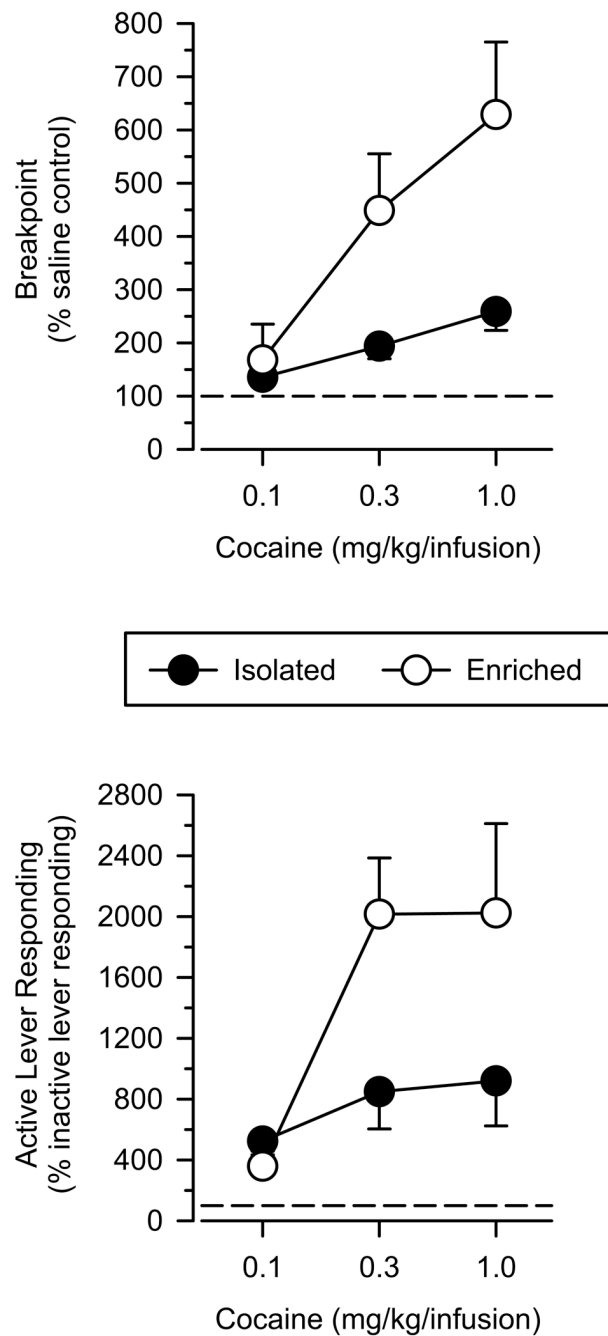 800
700
600
500
400
300
200
100
0
Breakpoint
(% saline control)
0.1 0.3 1.0
Cocaine (mg/kg/infusion)
Isolated Enriched
2800
2400
2000
1600
1200
800
400
0
Active Lever Responding
(% inactive lever responding)
0.1 0.3 1.0
Cocaine (mg/kg/infusion)